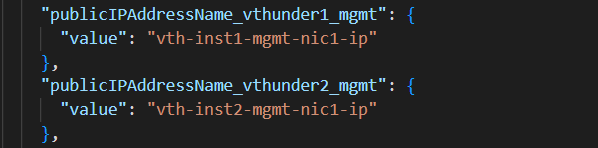 "publicIPAddressName_vthunder1_mgmt": {
"value": "vth-inst1-mgmt-nic1-ip"
},
"publicIPAddressName_vthunder2_mgmt": {
"value": "vth-inst2-mgmt-nic1-ip"
},